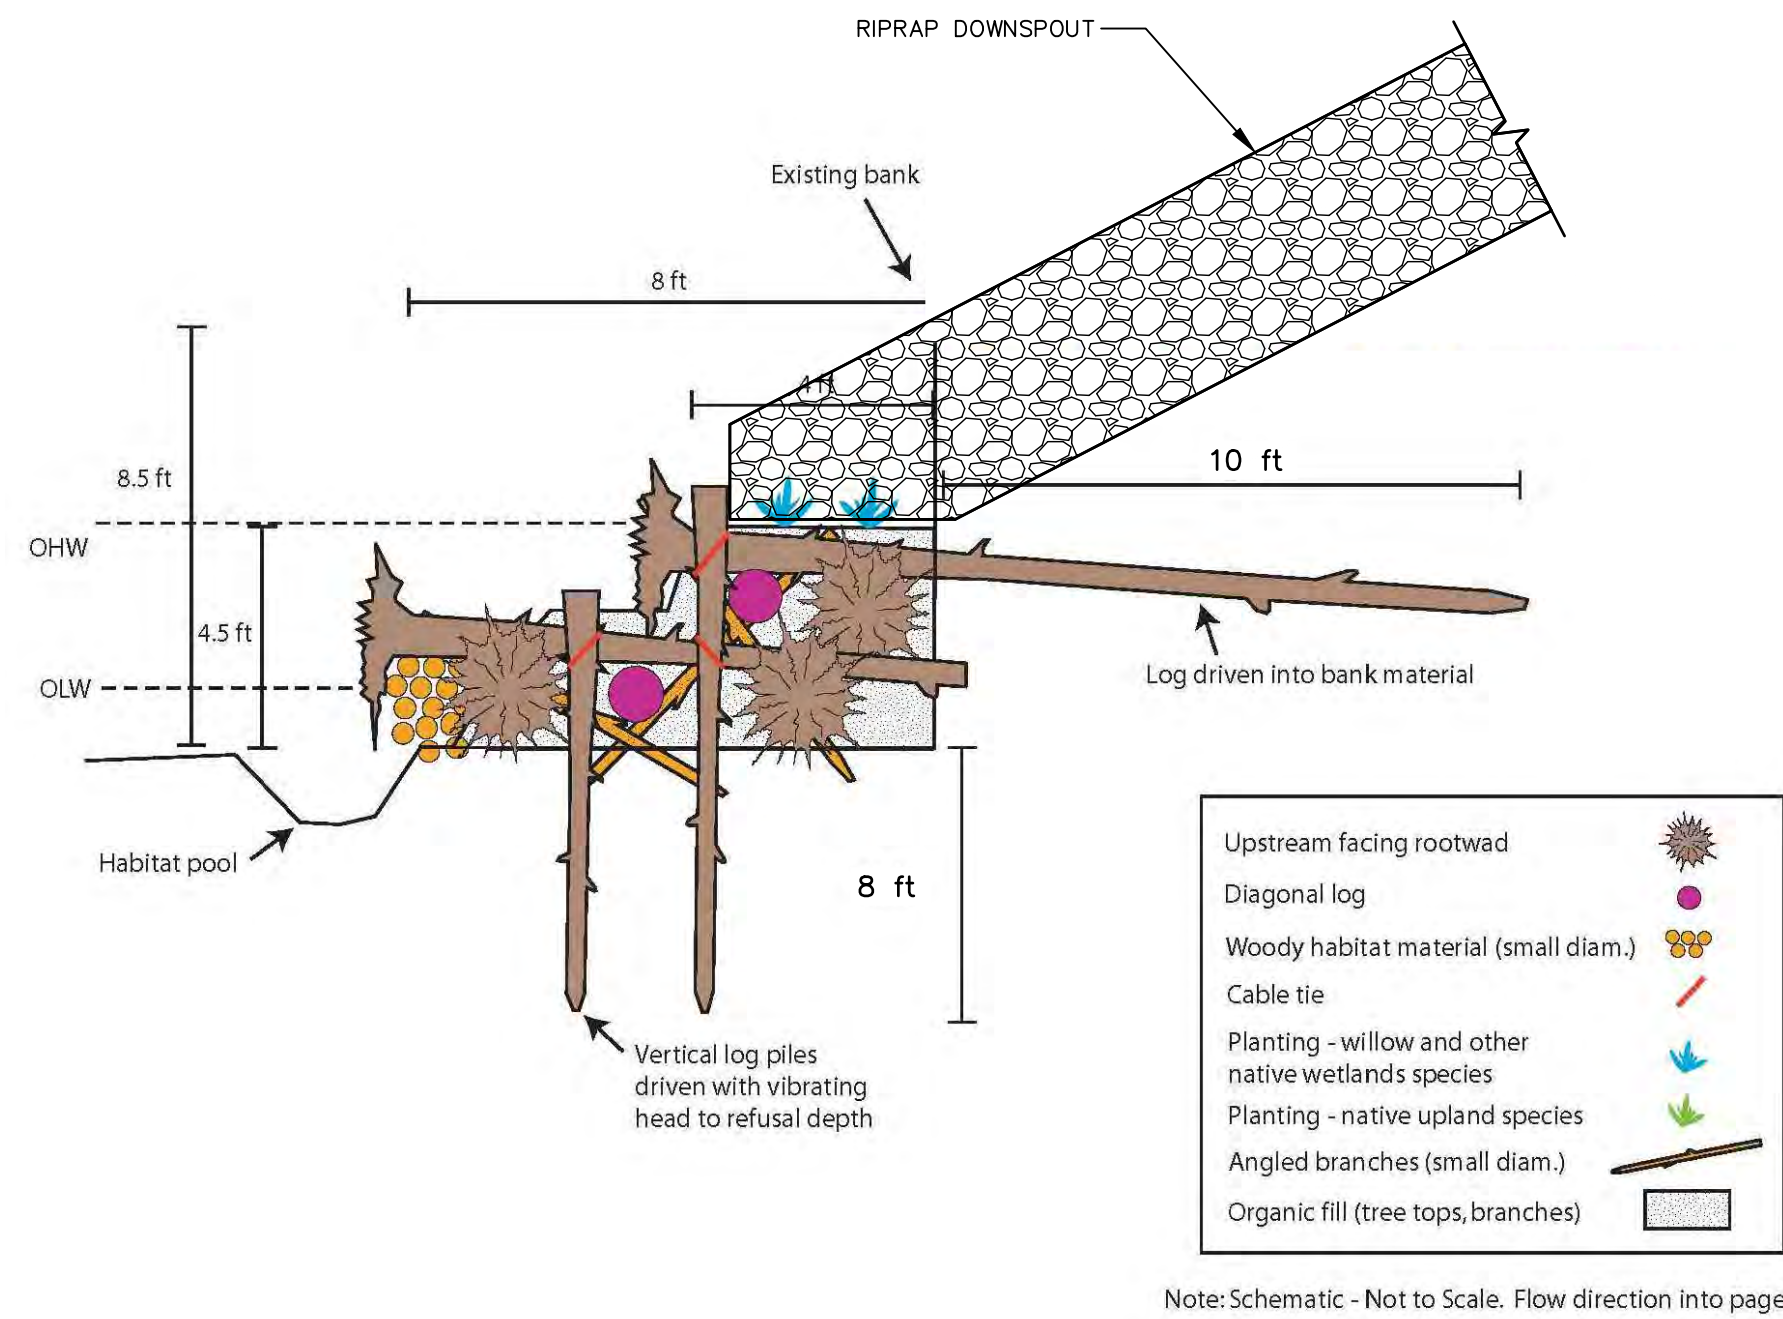 RIPRAP DOWNSPOUT
Existing bank
8 ft
4 ft
8.5 ft
10 ft
OHW
4.5 ft
OLW
Log driven into bank material
Habitat pool
8 ft
Vertical log piles
driven with vibrating
head to refusal depth
Upstream facing rootwad
Diagonal log
Woody habitat material (small diam.)
Cable tie
Planting - willow and other
native wetlands species
Planting - native upland species
Angled branches (small diam.)
Organic fill (tree tops, branches)
Note: Schematic - Not to Scale. Flow direction into page